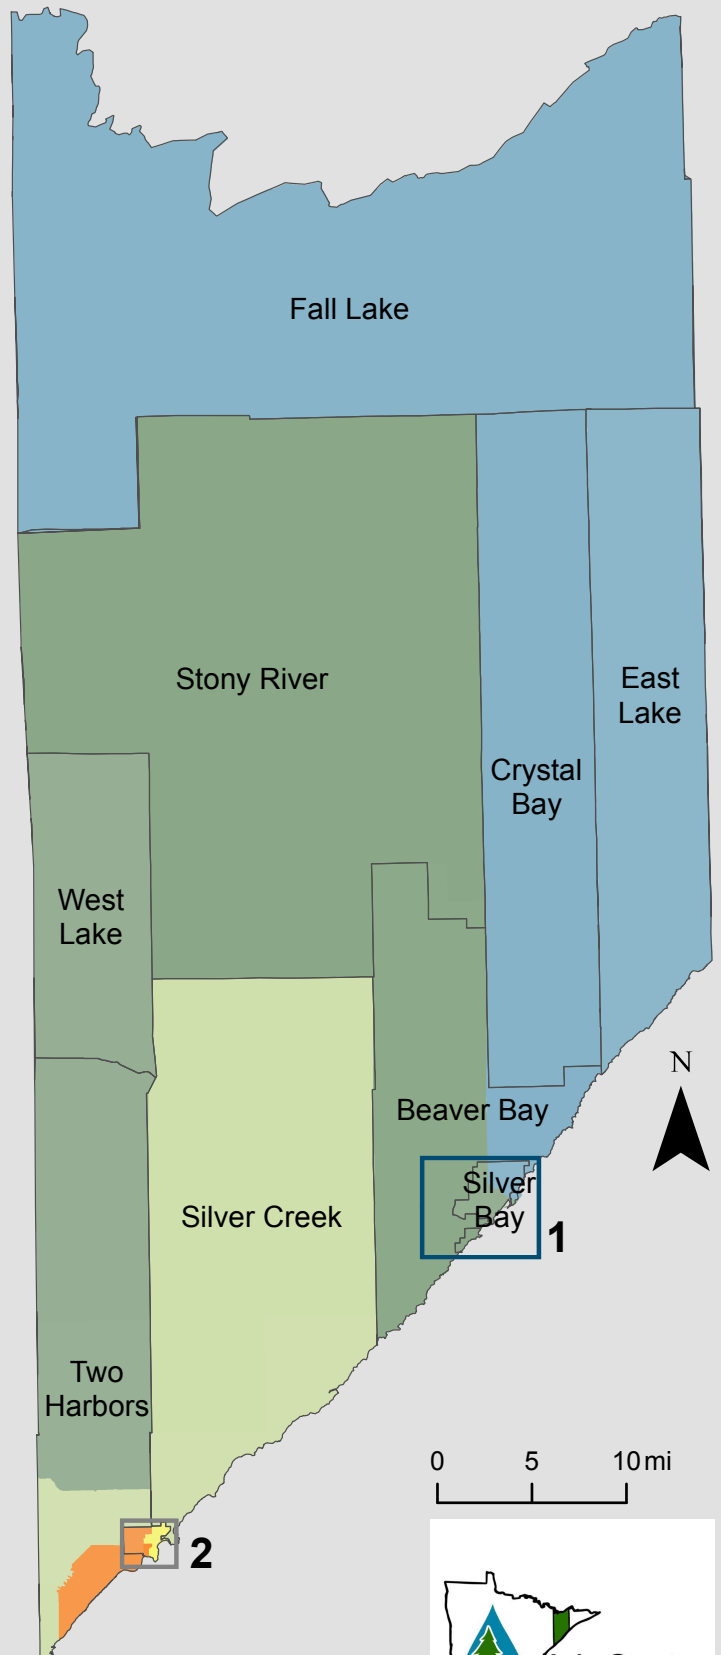 Fall Lake
Stony River
East
Lake
Crystal
Bay
West
Lake
N
Beaver Bay
Silver
Bay
1
Silver Creek
Two
Harbors
0 5 10 mi
2